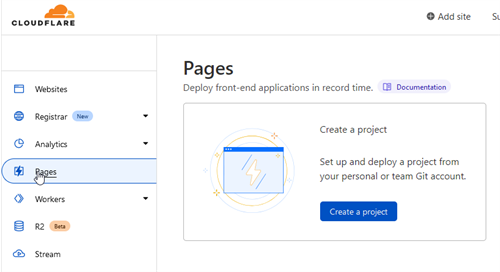 CLOUDFLARE
Add site
Websites
Registrar New
Analytics
Pages
Workers
R2 Beta
Stream
Pages
Deploy front-end applications in record time. Documentation
Create a project
Set up and deploy a project from
your personal or team Git account.
Create a project